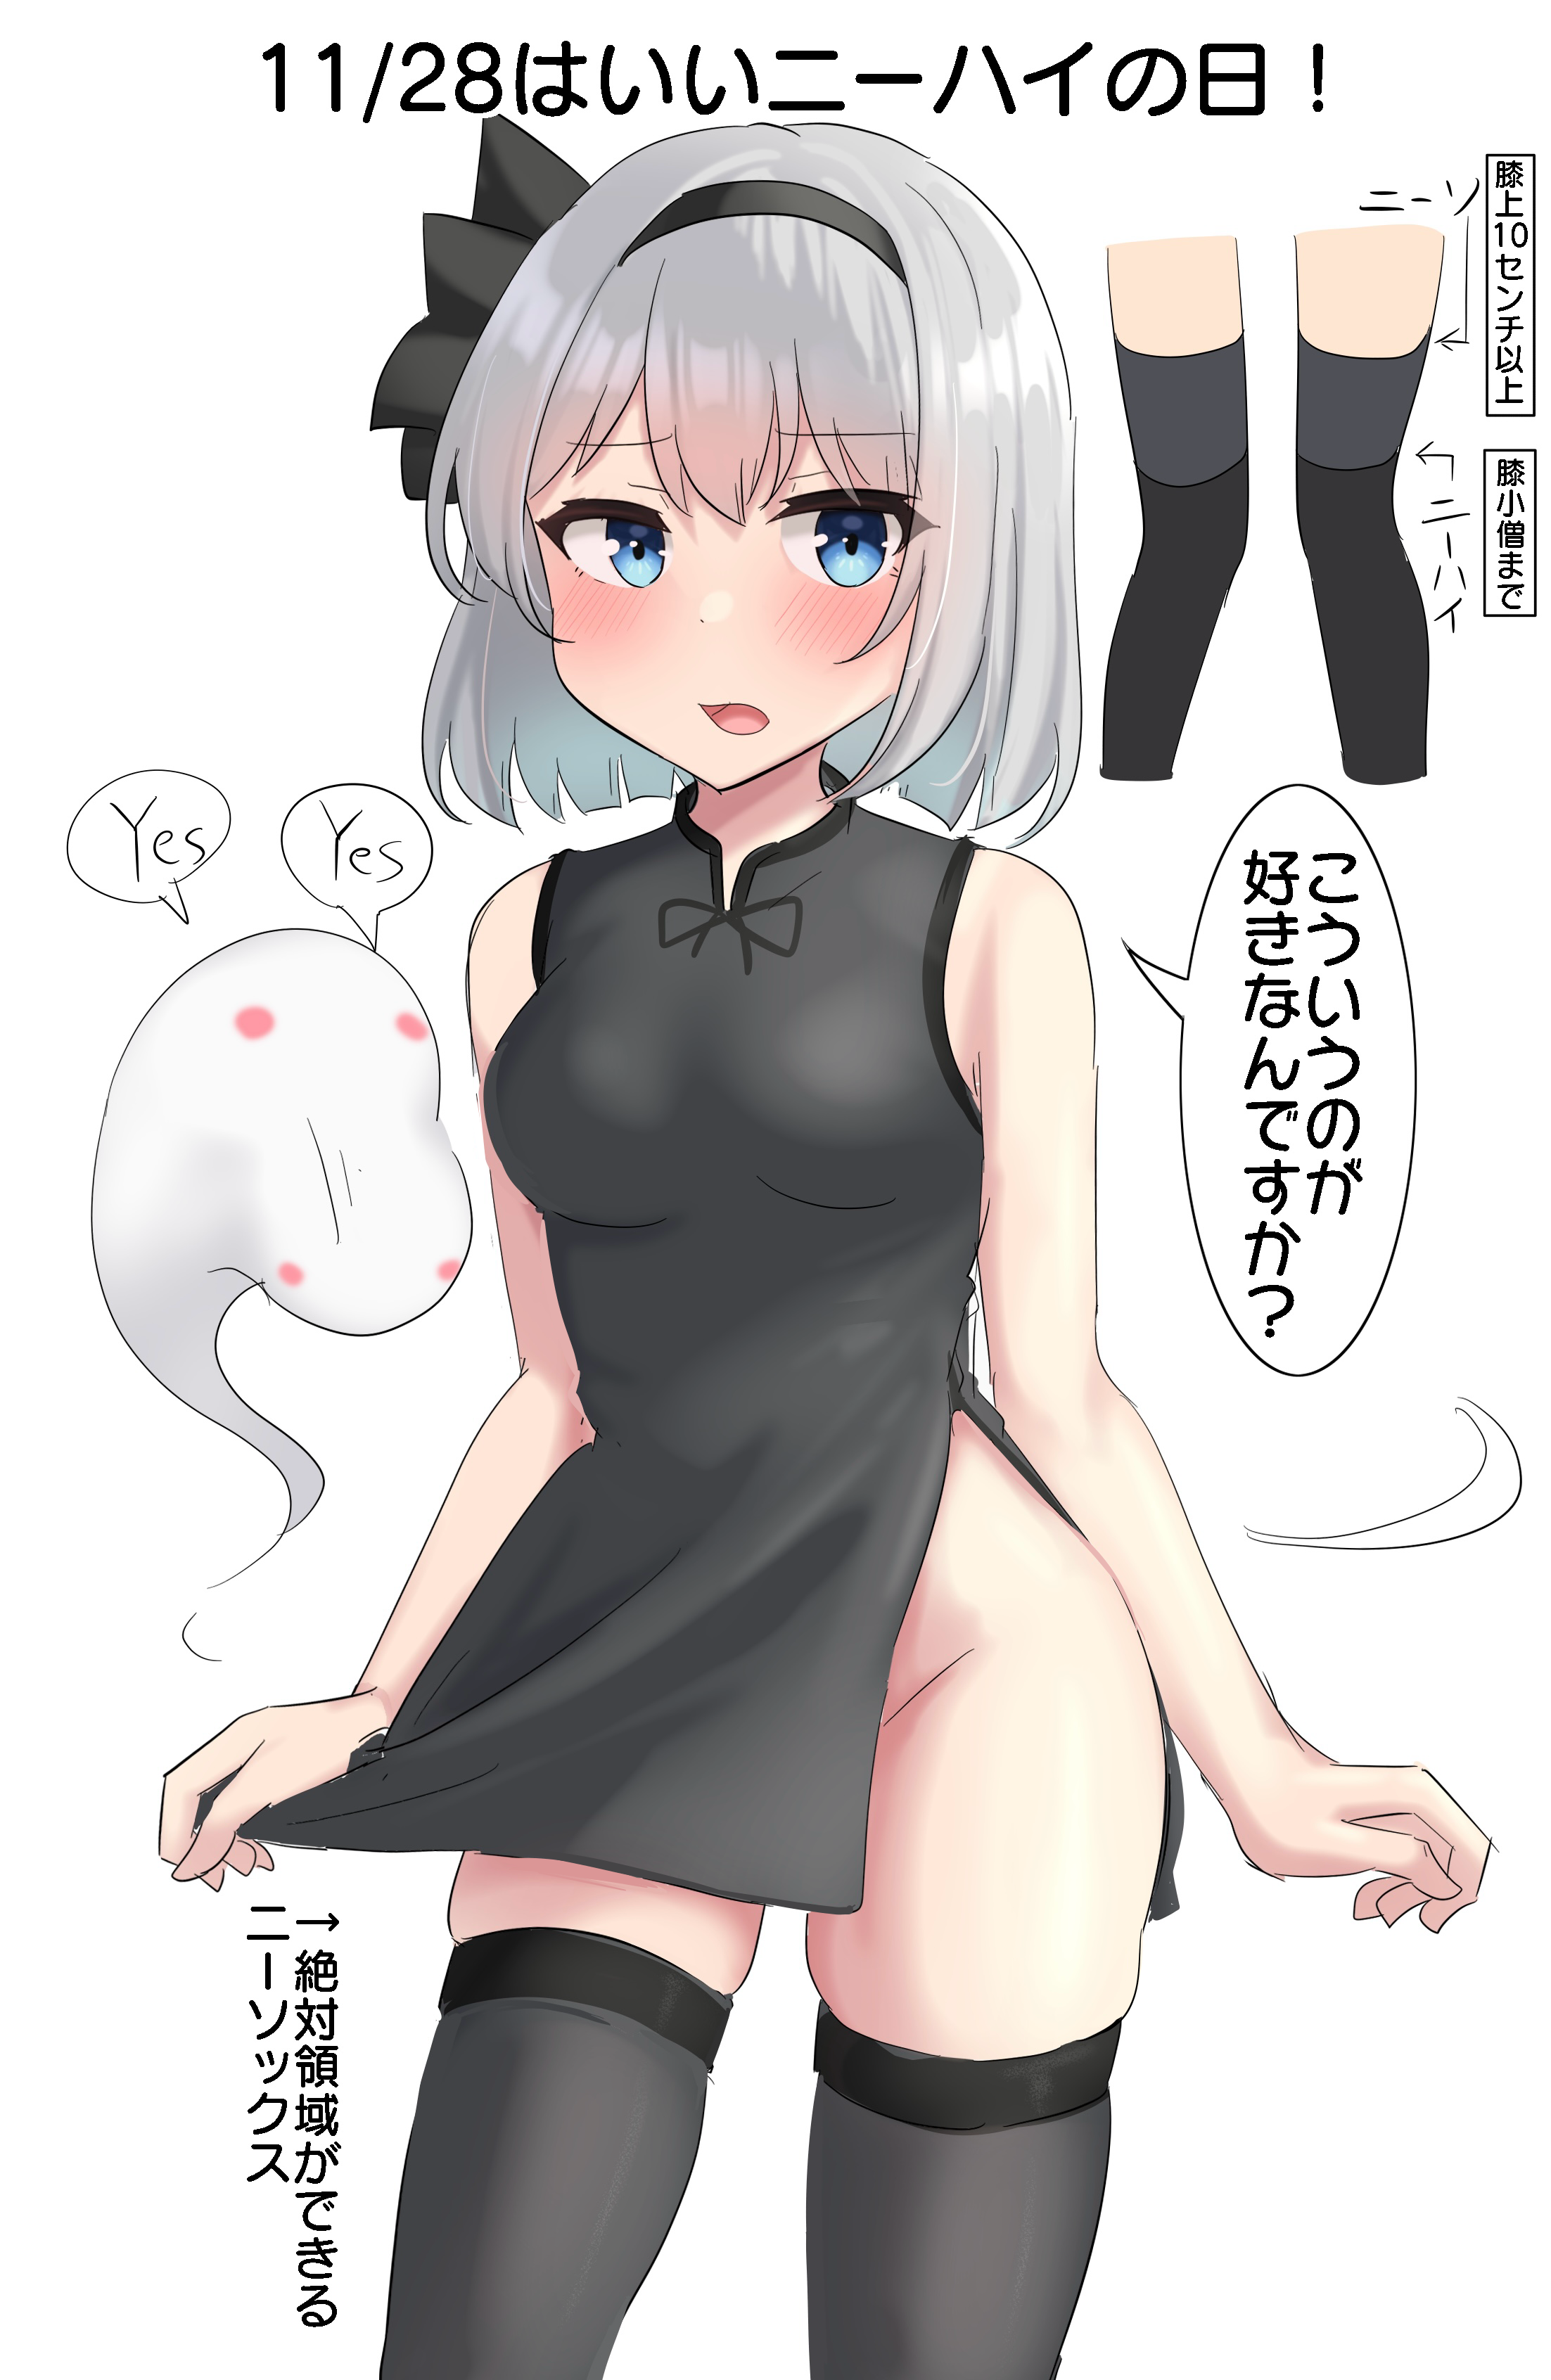 11/28はいいニーハイの日！
膝上10センチ以上
ニーソ
膝小僧まで
ニーハイ
Yes
Yes
こういうのが
好きなんですか？
→絶対領域ができる
ニーソックス